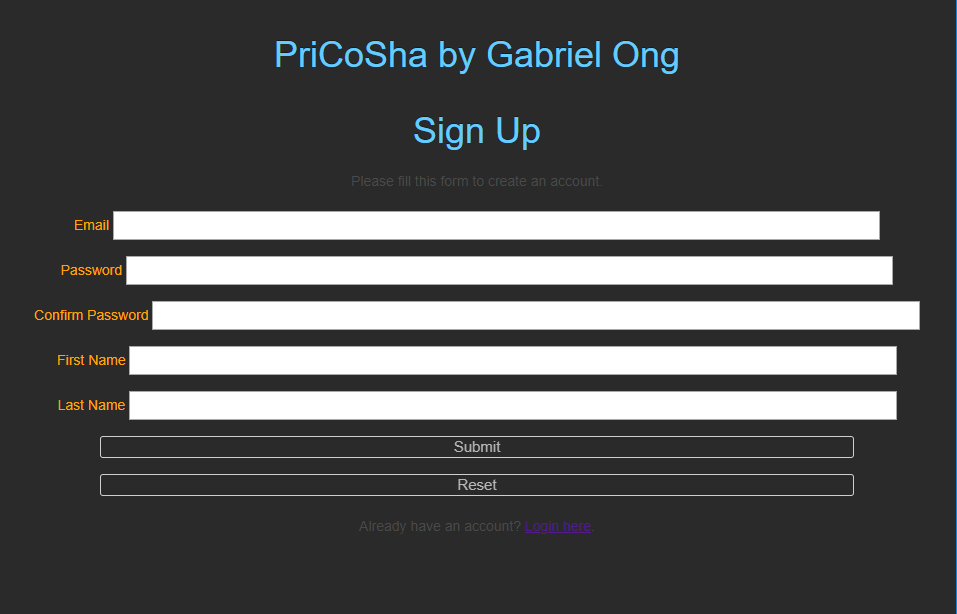 PriCoSha by Gabriel Ong
Sign Up
Please fill this form to create an account.
Email
Password
Confirm Password
First Name
Last Name
Submit
Reset
Already have an account? Login here.